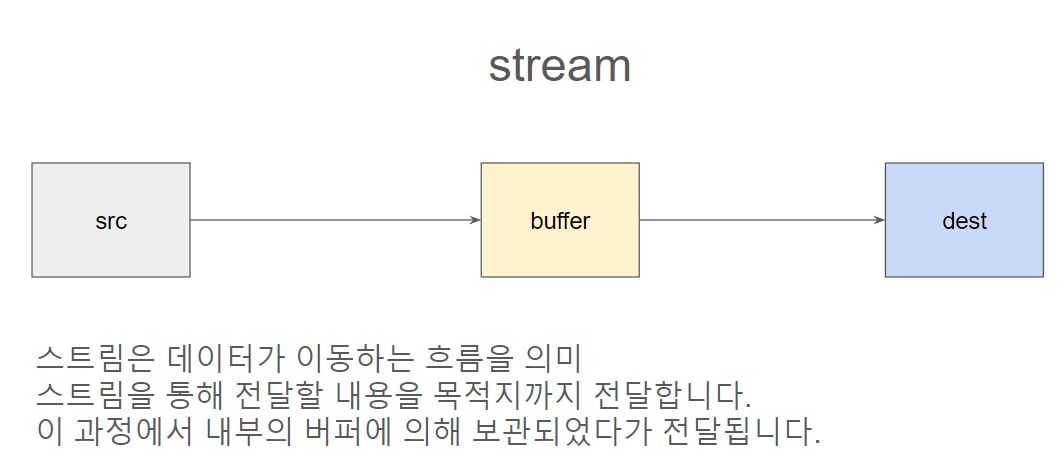 stream
src
buffer
dest
스트림은 데이터가 이동하는 흐름을 의미
스트림을 통해 전달할 내용을 목적지까지 전달합니다.
이 과정에서 내부의 버퍼에 의해 보관되었다가 전달됩니다.